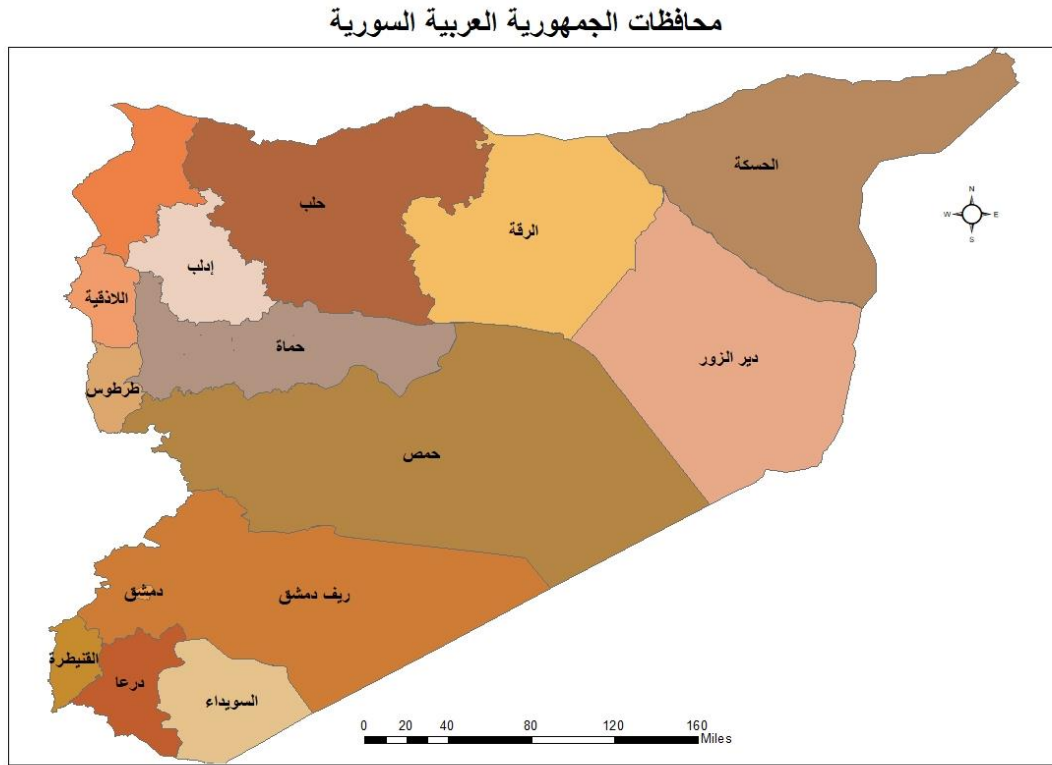 محافظات الجمهورية العربية السورية
الحسكة
حلب
الرقة
إدلب
اللاذقية
حماة
دير الزور
طرطوس
حمص
دمشق
ريف دمشق
القنيطرة
درعا
السويداء
N
W E
S
0 20 40 80 120 160
Miles